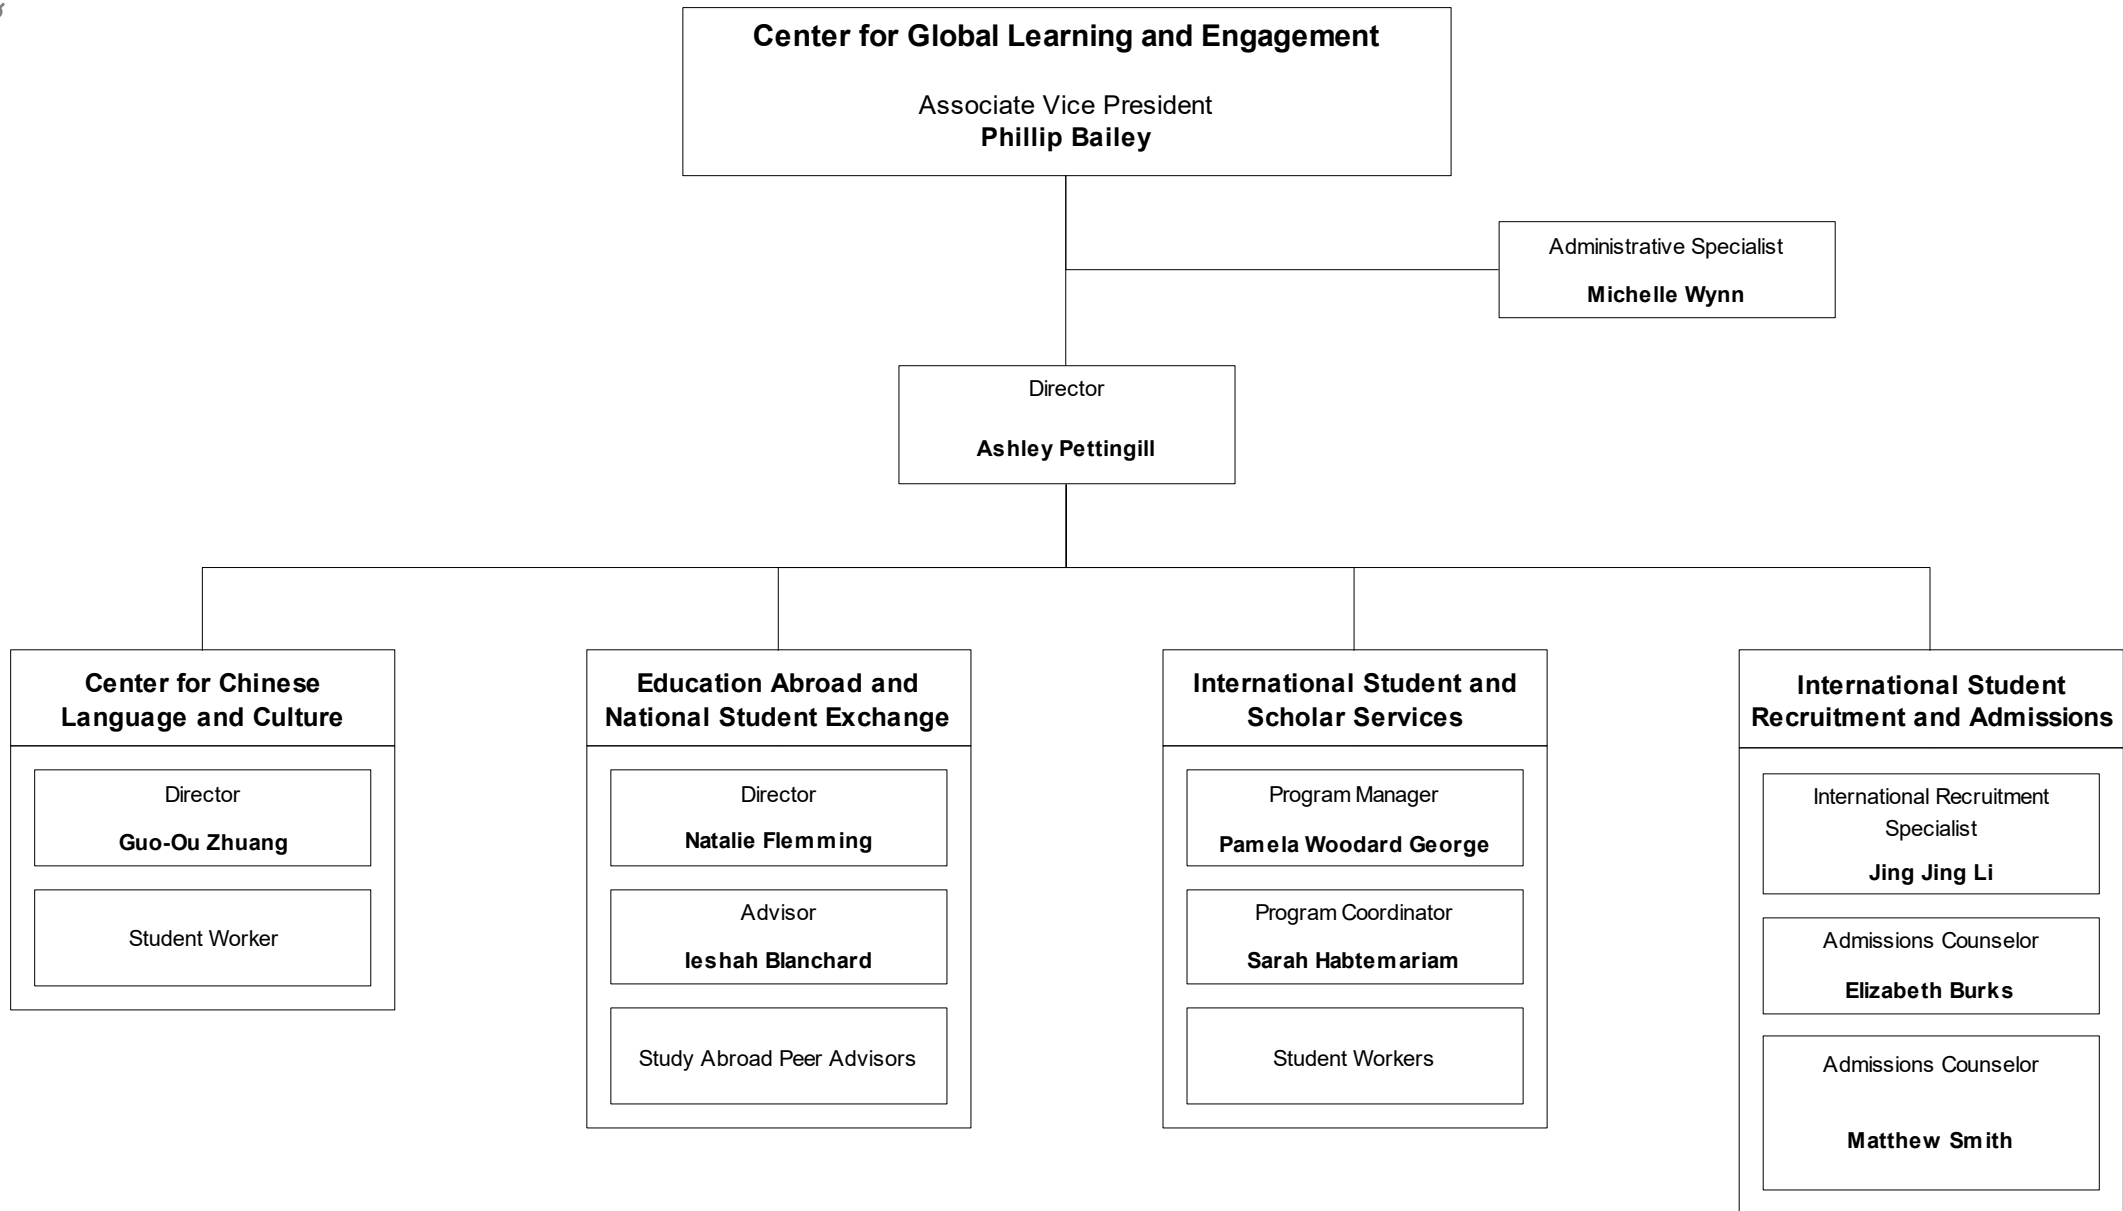 Center for Global Learning and Engagement
Associate Vice President
Phillip Bailey
Administrative Specialist
Michelle Wynn
Director
Ashley Pettingill
Center for Chinese
Language and Culture
Director
Guo-Ou Zhuang
Student Worker
Education Abroad and
National Student Exchange
Director
Natalie Flemming
Advisor
Ieshah Blanchard
Study Abroad Peer Advisors
International Student and
Scholar Services
Program Manager
Pamela Woodard George
Program Coordinator
Sarah Habtemariam
Student Workers
International Student
Recruitment and Admissions
International Recruitment
Specialist
Jing Jing Li
Admissions Counselor
Elizabeth Burks
Admissions Counselor
Matthew Smith